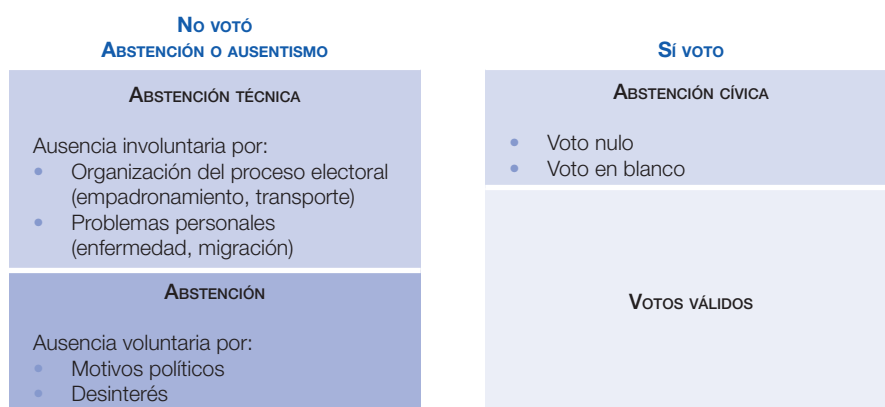 No votó
Abstención o ausentismo
Abstención técnica
Ausencia involuntaria por:
• Organización del proceso electoral
(empadronamiento, transporte)
• Problemas personales
(enfermedad, migración)
Abstención
Ausencia voluntaria por:
• Motivos políticos
• Desinterés
Sí voto
Abstención cívica
• Voto nulo
• Voto en blanco
Votos válidos